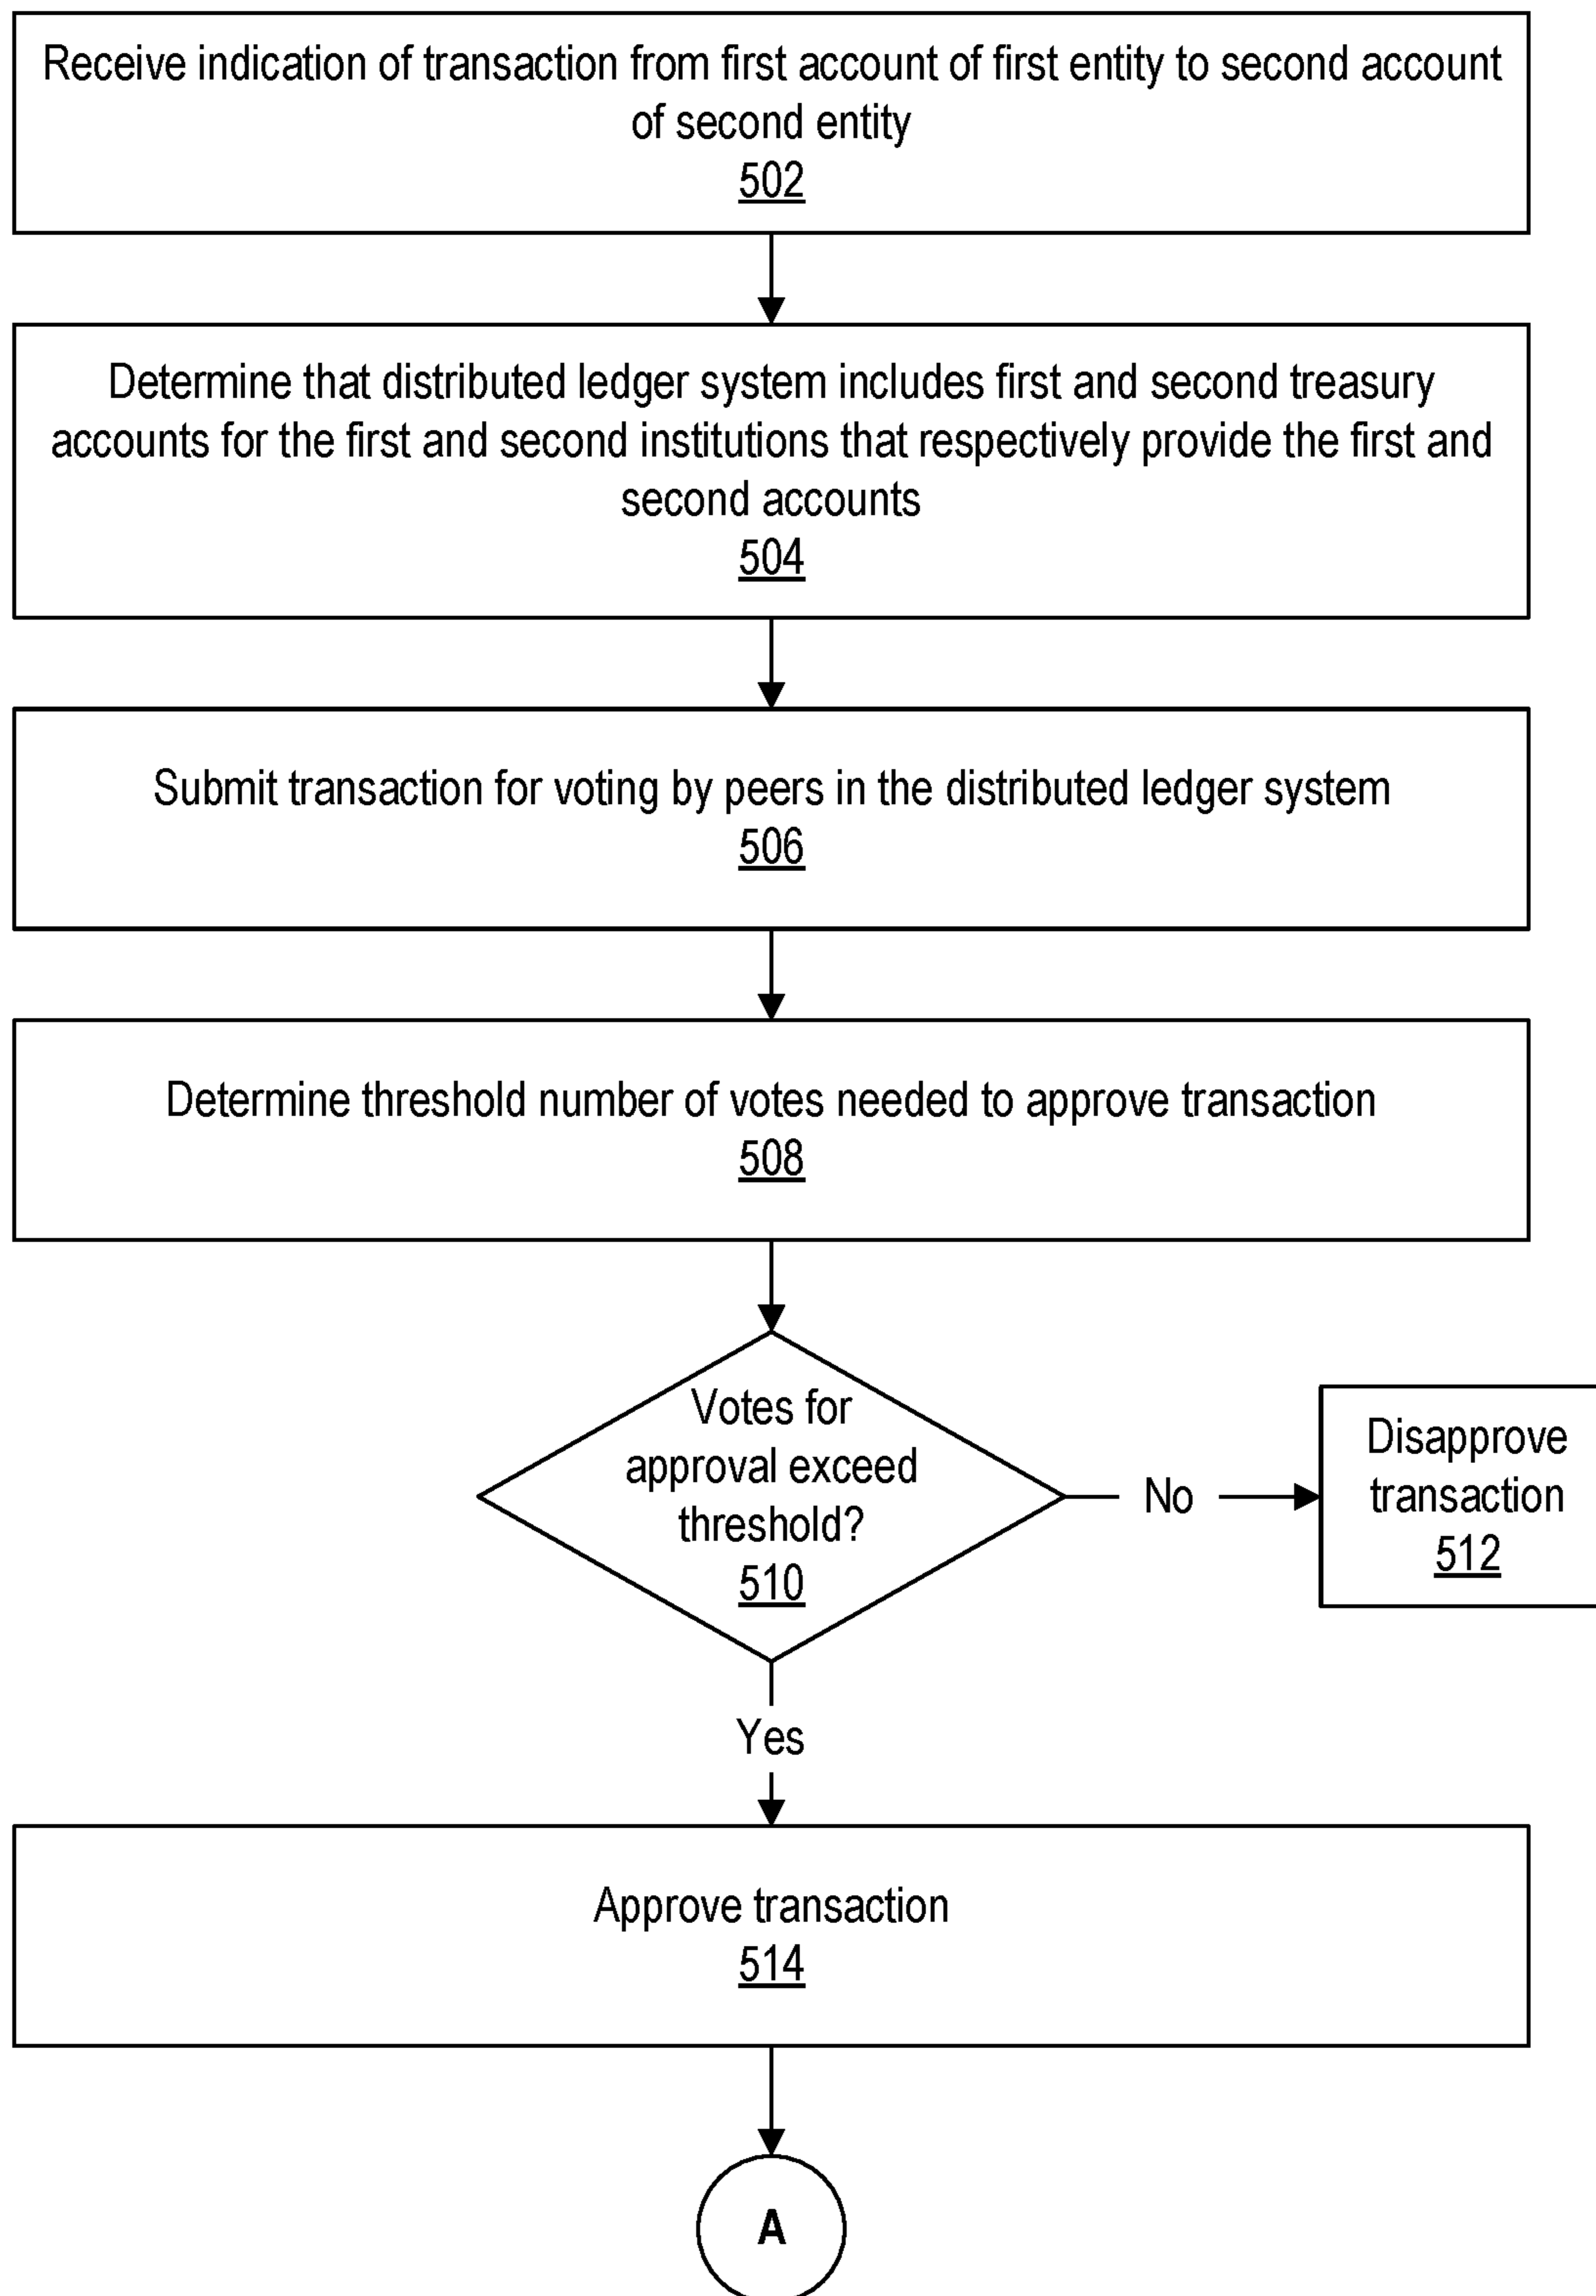 Receive indication of transaction from first account of first entity to second account
of second entity
502
Determine that distributed ledger system includes first and second treasury
accounts for the first and second institutions that respectively provide the first and
second accounts
504
Submit transaction for voting by peers in the distributed ledger system
506
Determine threshold number of votes needed to approve transaction
508
Votes for
approval exceed
threshold?
510
No
Disapprove
transaction
512
Yes
Approve transaction
514
A